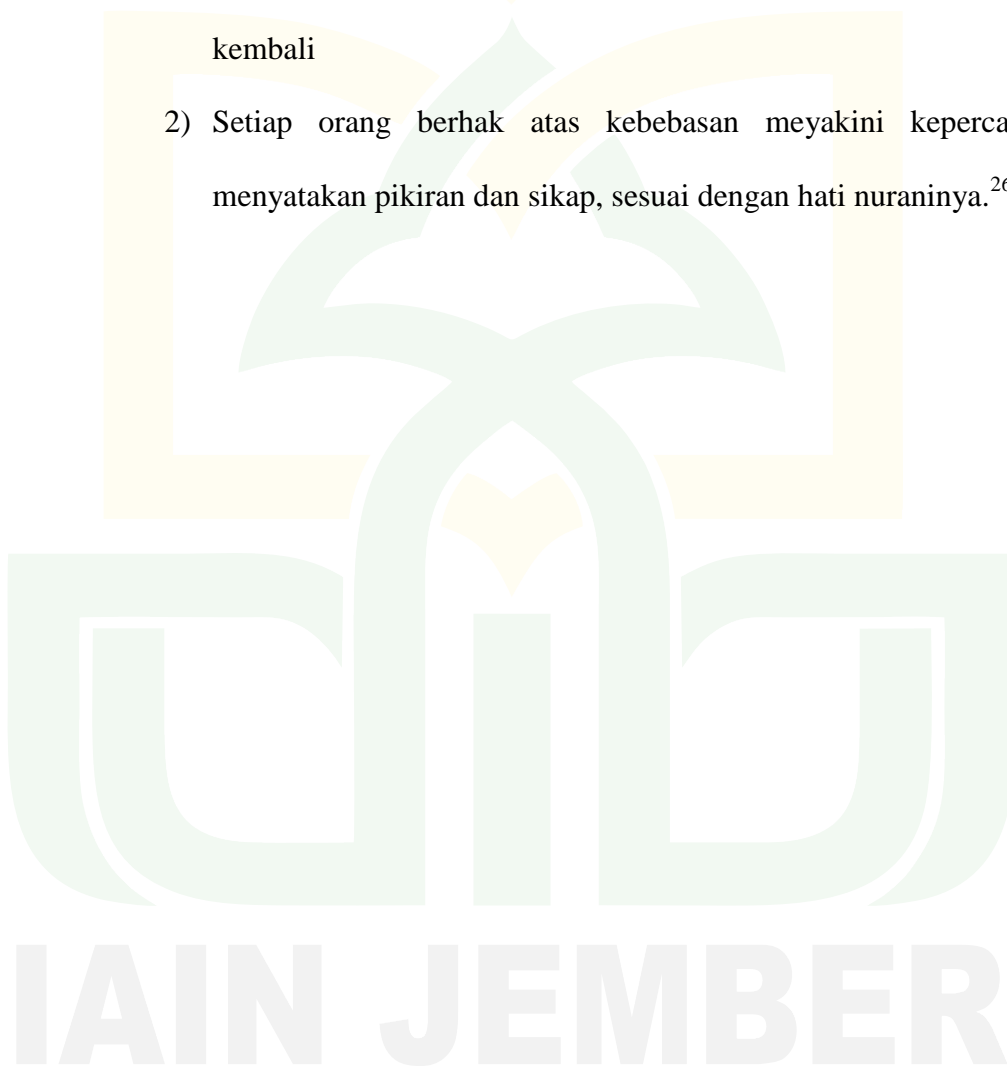 kembali
2) Setiap orang berhak atas kebebasan meyakini keperca
menyatakan pikiran dan sikap, sesuai dengan hati nuraninya.26
IAIN JEMBER